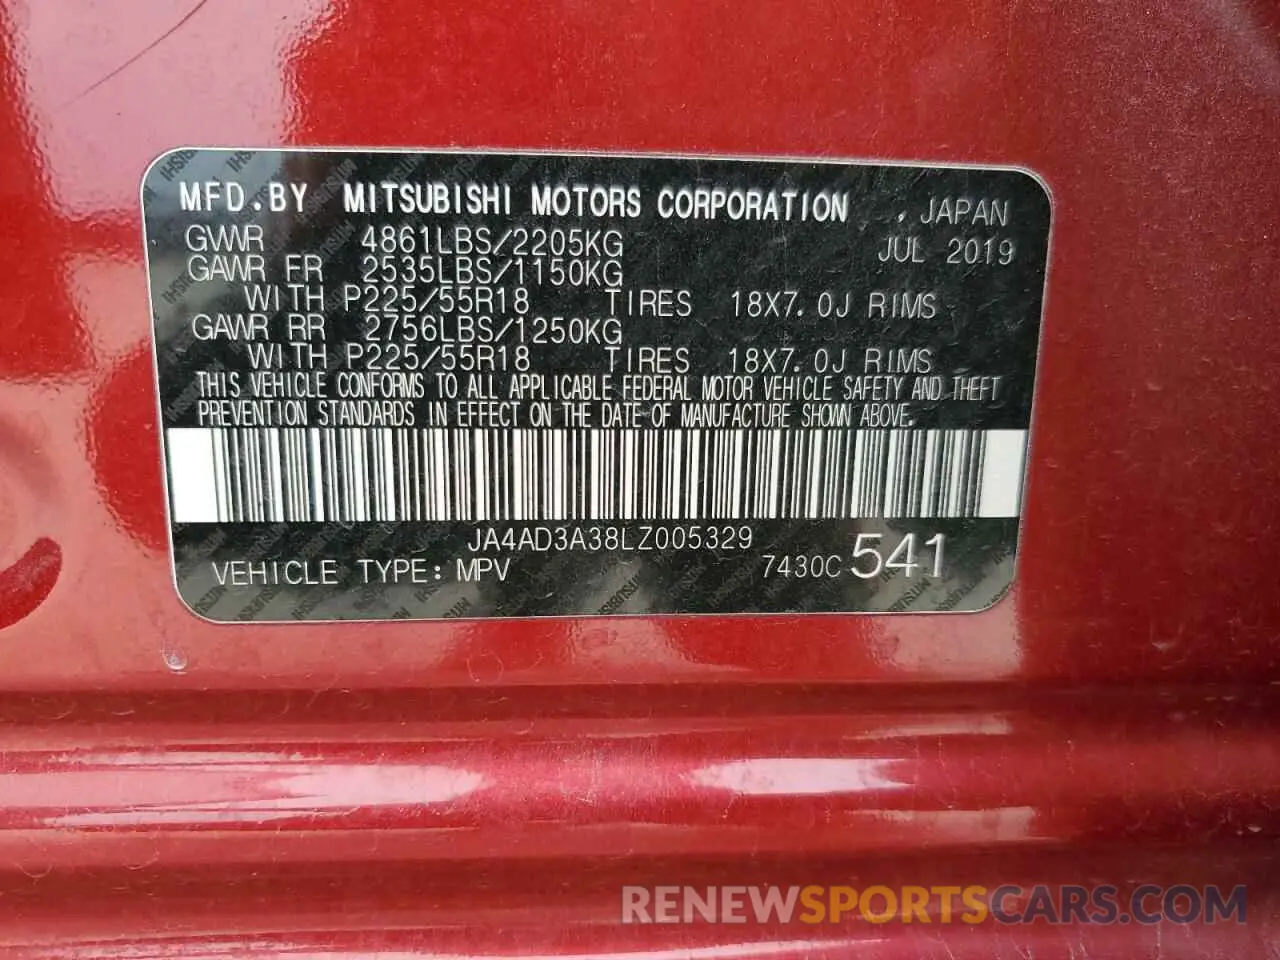 MFD.BY MITSUBISHI MOTORS CORPORATION , JAPAN
GVWR 4861LBS/2205KG JUL 2019
GAWR FR 2535LBS/1150KG
WITH P225/55R18 TIRES 18X7.0J RIMS
GAWR RR 2756LBS/1250KG
WITH P225/55R18 TIRES 18X7.0J RIMS
THIS VEHICLE CONFORMS TO ALL APPLICABLE FEDERAL MOTOR VEHICLE SAFETY AND THEFT
PREVENTION STANDARDS IN EFFECT ON THE DATE OF MANUFACTURE SHOWN ABOVE.
JA4AD3A38LZ005329
VEHICLE TYPE: MPV 7430C 541
RENEWSPORTSCARS.COM